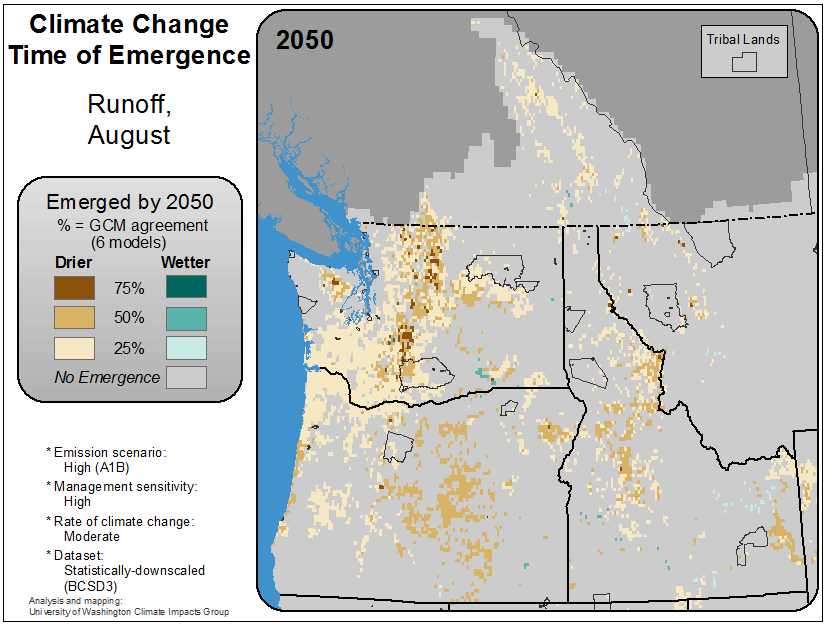 Climate Change
Time of Emergence
Runoff,
August
Emerged by 2050
% = GCM agreement
(6 models)
Drier Wetter
75%
50%
25%
No Emergence
* Emission scenario:
High (A1B)
* Management sensitivity:
High
* Rate of climate change:
Moderate
* Dataset:
Statistically-downscaled
(BCSD3)
Analysis and mapping:
University of Washington Climate Impacts Group
2050
Tribal Lands